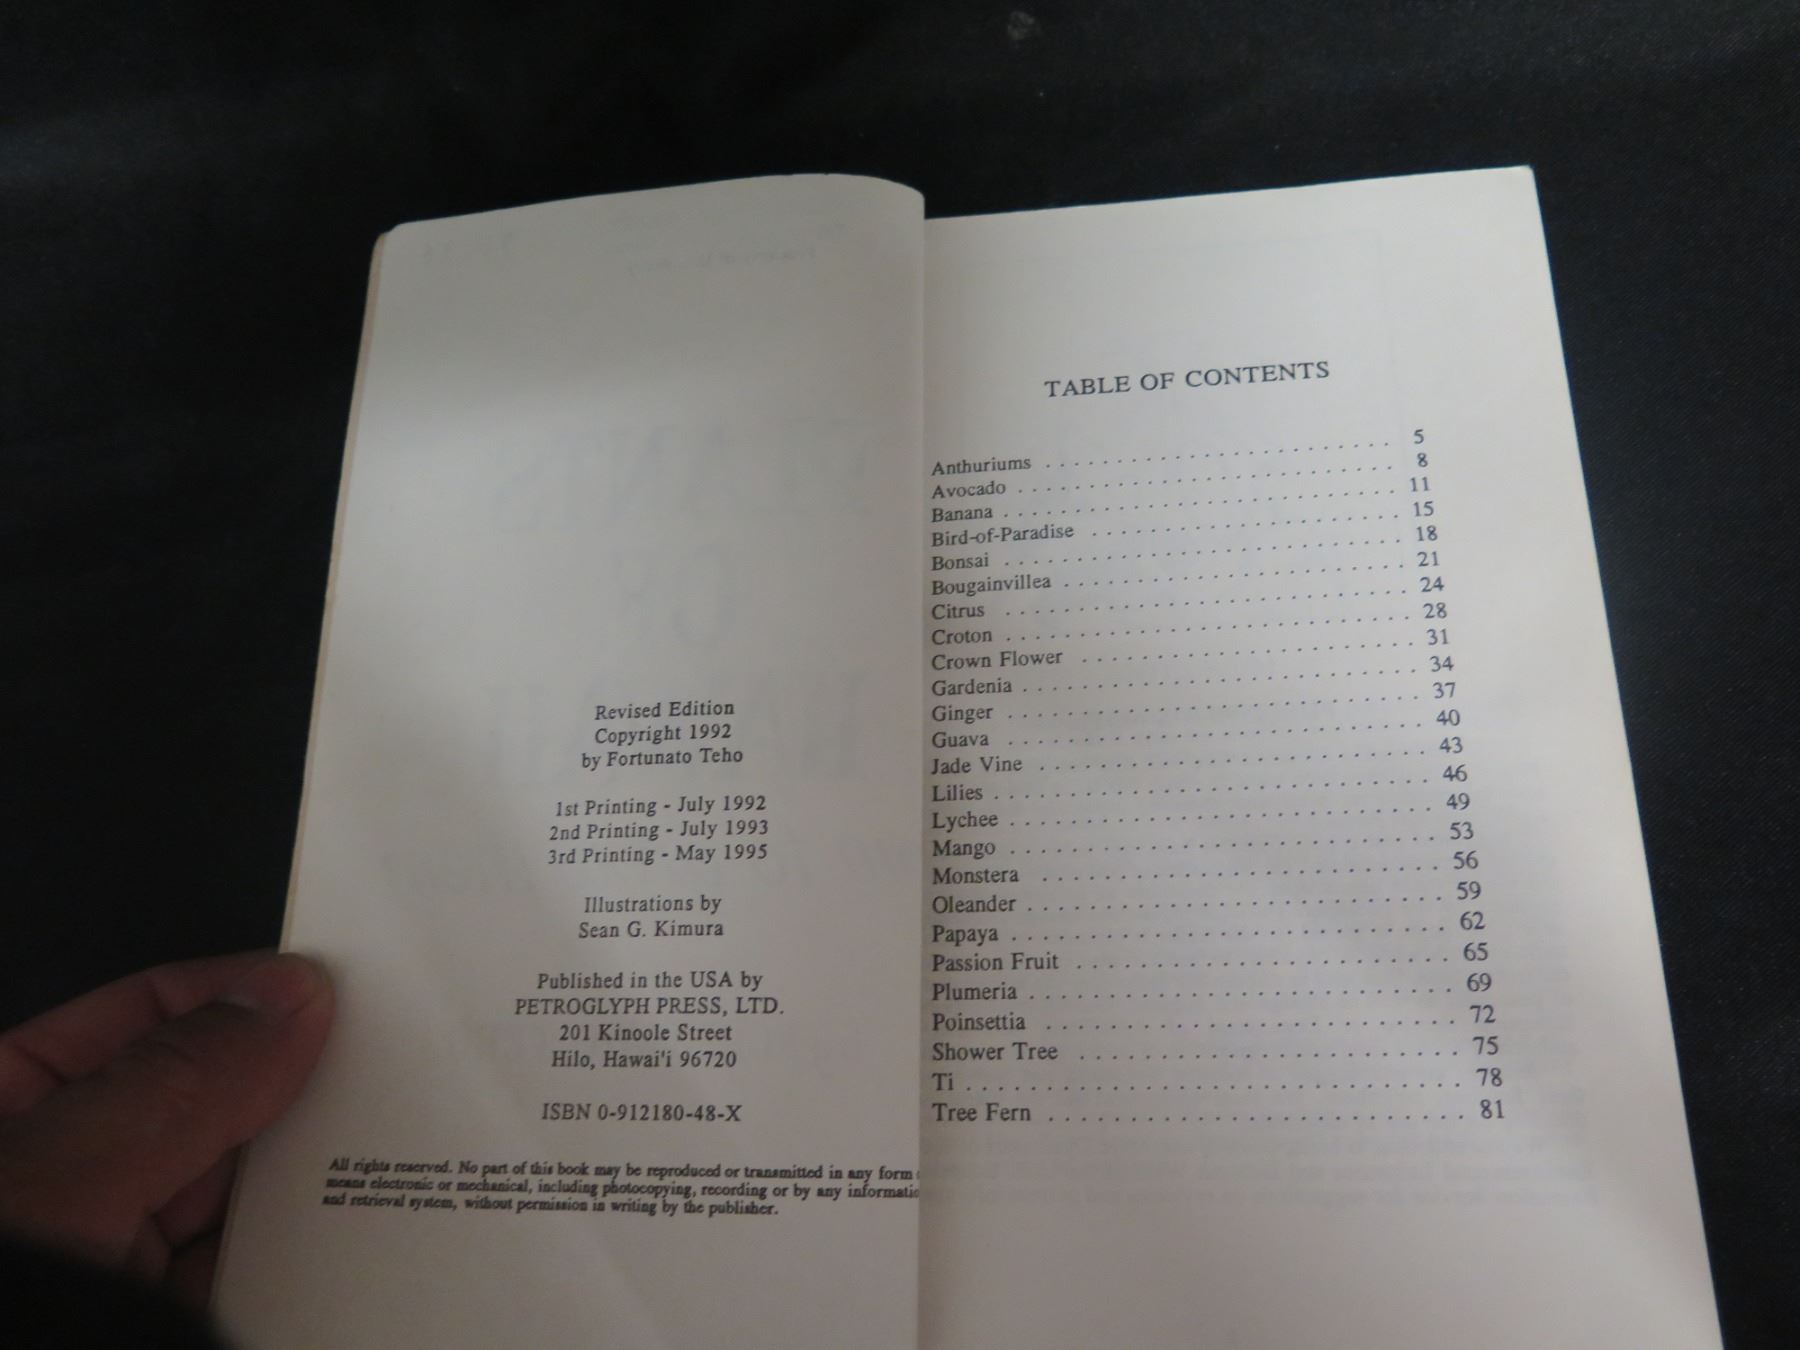 Revised Edition
Copyright 1992
by Fortunato Teho
1st Printing - July 1992
2nd Printing - July 1993
3rd Printing - May 1995
Illustrations by
Sean G. Kimura
Published in the USA by
PETROGLYPH PRESS, LTD.
201 Kinoole Street
Hilo, Hawai'i 96720
ISBN 0-912180-48-X
All rights reserved. No part of this book may be reproduced or transmitted in any form
means electronic or mechanical, including photocopying, recording or by any informatio
and retrieval system, without permission in writing by the publisher.
TABLE OF CONTENTS
Anthuriums . . . . . . . . . . . . . . . . . . . . . . . . . 5
Avocado . . . . . . . . . . . . . . . . . . . . . . . . . . . 8
Banana . . . . . . . . . . . . . . . . . . . . . . . . . . . . 11
Bird-of-Paradise . . . . . . . . . . . . . . . . . . . . . . 15
Bonsai . . . . . . . . . . . . . . . . . . . . . . . . . . . . 18
Bougainvillea . . . . . . . . . . . . . . . . . . . . . . . . 21
Citrus . . . . . . . . . . . . . . . . . . . . . . . . . . . . 24
Croton . . . . . . . . . . . . . . . . . . . . . . . . . . . . 28
Crown Flower . . . . . . . . . . . . . . . . . . . . . . . 31
Gardenia . . . . . . . . . . . . . . . . . . . . . . . . . . . 34
Ginger . . . . . . . . . . . . . . . . . . . . . . . . . . . . 37
Guava . . . . . . . . . . . . . . . . . . . . . . . . . . . . 40
Jade Vine . . . . . . . . . . . . . . . . . . . . . . . . . . 43
Lilies . . . . . . . . . . . . . . . . . . . . . . . . . . . . . 46
Lychee . . . . . . . . . . . . . . . . . . . . . . . . . . . . 49
Mango . . . . . . . . . . . . . . . . . . . . . . . . . . . . 53
Monstera . . . . . . . . . . . . . . . . . . . . . . . . . . 56
Oleander . . . . . . . . . . . . . . . . . . . . . . . . . . . 59
Papaya . . . . . . . . . . . . . . . . . . . . . . . . . . . . 62
Passion Fruit . . . . . . . . . . . . . . . . . . . . . . . . 65
Plumeria . . . . . . . . . . . . . . . . . . . . . . . . . . . 69
Poinsettia . . . . . . . . . . . . . . . . . . . . . . . . . . 72
Shower Tree . . . . . . . . . . . . . . . . . . . . . . . . 75
Ti . . . . . . . . . . . . . . . . . . . . . . . . . . . . . . . 78
Tree Fern . . . . . . . . . . . . . . . . . . . . . . . . . . 81